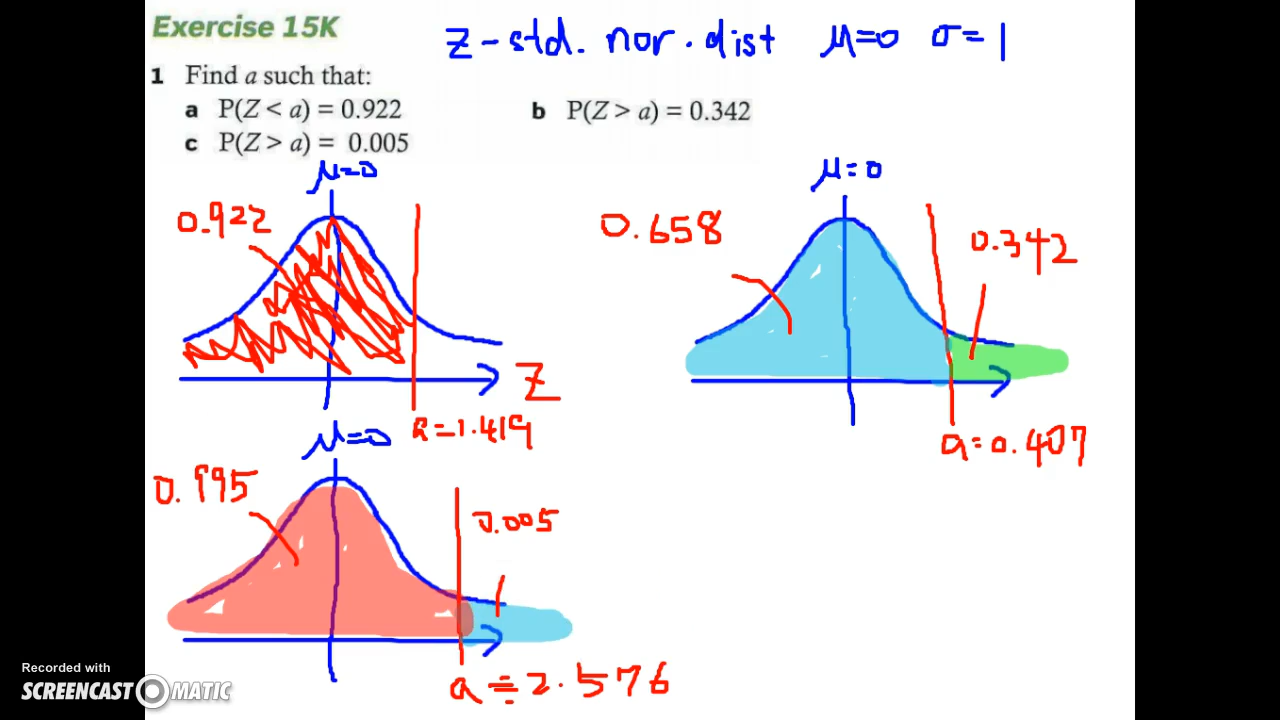 Exercise 15K
z - std. nor. dist μ=0 σ=1
1 Find a such that:
a P(Z < a) = 0.922
b P(Z > a) = 0.342
c P(Z > a) = 0.005
μ=0
0.922
Z
a=1.419
μ=0
0.658
0.342
a=0.407
μ=0
0.995
0.005
a=2.576
Recorded with
SCREENCAST MATIC